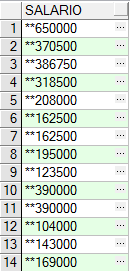 SALARIO
1 **650000 ...
2 **370500 ...
3 **386750 ...
4 **318500 ...
5 **208000 ...
6 **162500 ...
7 **162500 ...
8 **195000 ...
9 **123500 ...
10 **390000 ...
11 **390000 ...
12 **104000 ...
13 **143000 ...
14 **169000 ...